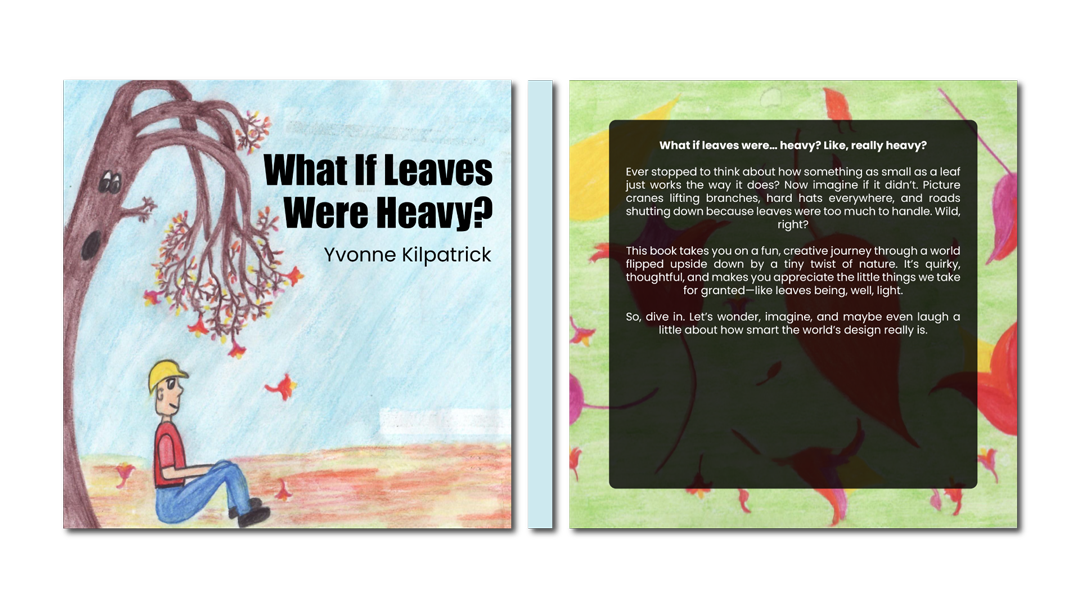 What If Leaves
Were Heavy?
Yvonne Kilpatrick
What if leaves were... heavy? Like, really heavy?
Ever stopped to think about how something as small as a leaf
just works the way it does? Now imagine if it didn't. Picture
cranes lifting branches, hard hats everywhere, and roads
shutting down because leaves were too much to handle. Wild,
right?
This book takes you on a fun, creative journey through a world
flipped upside down by a tiny twist of nature. It's quirky,
thoughtful, and makes you appreciate the little things we take
for granted—like leaves being, well, light.
So, dive in. Let's wonder, imagine, and maybe even laugh a
little about how smart the world's design really is.